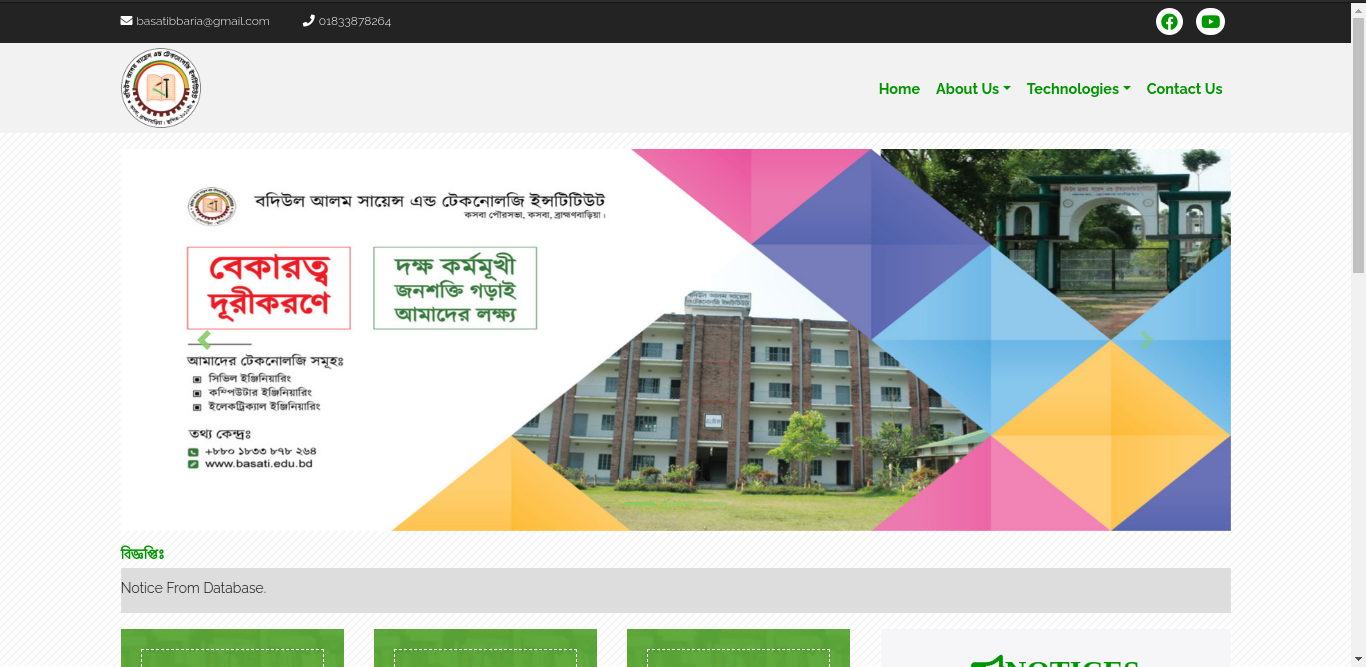 basatibbaria@gmail.com 01833878264
Home About Us Technologies Contact Us
বদিউল আলম সায়েন্স এন্ড টেকনোলজি ইন্সটিটিউট
কসবা পৌরসভা, কসবা, ব্রাহ্মণবাড়িয়া।
বেকারত্ব
দূরীকরণে
দক্ষ কর্মমূখী
জনশক্তি গড়াই
আমাদের লক্ষ্য
আমাদের টেকনোলজি সমূহঃ
সিভিল ইঞ্জিনিয়ারিং
কম্পিউটার ইঞ্জিনিয়ারিং
ইলেকট্রিক্যাল ইঞ্জিনিয়ারিং
তথ্য কেন্দ্রঃ
+৮৮০ ১৮৩৩ ৮৭৮ ২৬৪
www.basati.edu.bd
বিজ্ঞপ্তিঃ
Notice From Database.
NOTICES